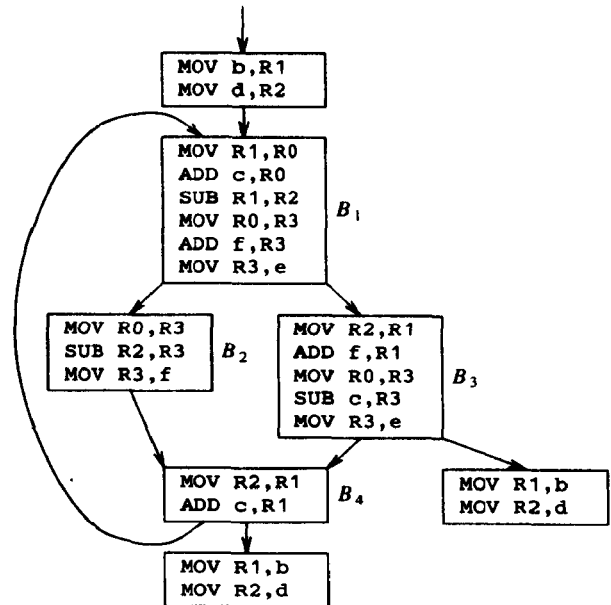 MOV b,R1
MOV d,R2
MOV R1,R0
ADD c,R0
SUB R1,R2
MOV R0,R3
ADD f,R3
MOV R3,e
B1
MOV R0,R3
SUB R2,R3
MOV R3,f
B2
MOV R2,R1
ADD f,R1
MOV R0,R3
SUB c,R3
MOV R3,e
B3
MOV R2,R1
ADD c,R1
B4
MOV R1,b
MOV R2,d
MOV R1,b
MOV R2,d